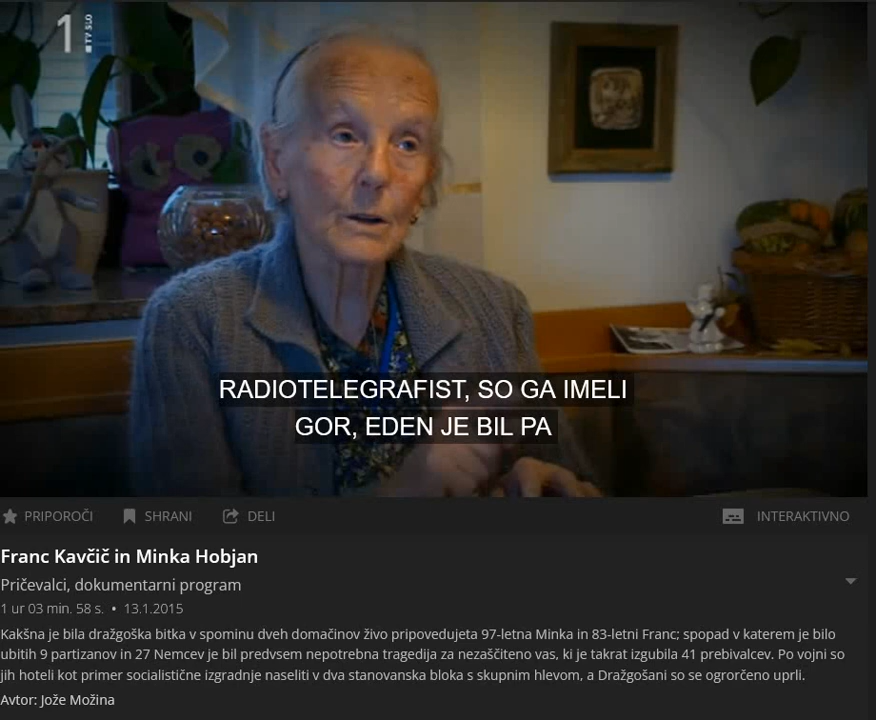 1
TV SLO
RADIOTELEGRAFIST, SO GA IMELI
GOR, EDEN JE BIL PA
PRIPOROČI SHRANI DELI INTERAKTIVNO
Franc Kavčič in Minka Hobjan
Pričevalci, dokumentarni program
1 ur 03 min. 58 s. • 13.1.2015
Kakšna je bila dražgoška bitka v spominu dveh domačinov živo pripovedujeta 97-letna Minka in 83-letni Franc; spopad v katerem je bilo
ubitih 9 partizanov in 27 Nemcev je bil predvsem nepotrebna tragedija za nezaščiteno vas, ki je takrat izgubila 41 prebivalcev. Po vojni so
jih hoteli kot primer socialistične izgradnje naseliti v dva stanovanska bloka s skupnim hlevom, a Dražgošani so se ogrorčeno uprli.
Avtor: Jože Možina